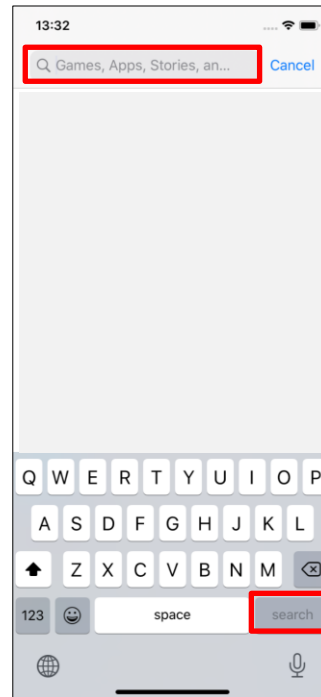 13:32
Games, Apps, Stories, an... Cancel
Q W E R T Y U I O P
A S D F G H J K L
Z X C V B N M
123 space search